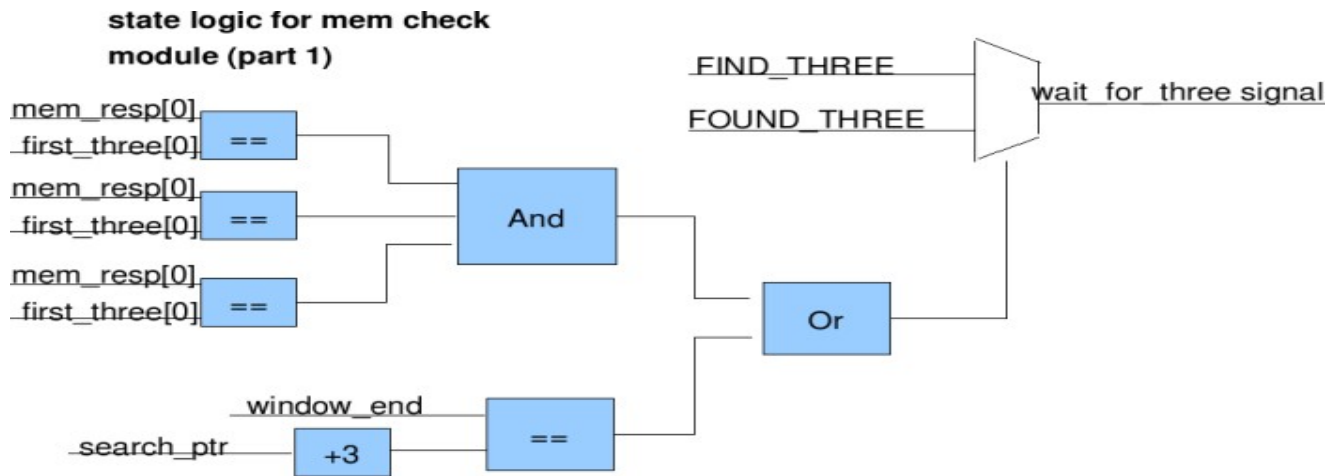 state logic for mem check
module (part 1)
FIND_THREE
FOUND_THREE
wait_for_three signal
mem_resp[0]
first_three[0]
==
mem_resp[0]
first_three[0]
==
mem_resp[0]
first_three[0]
==
And
Or
window_end
search_ptr
+3
==